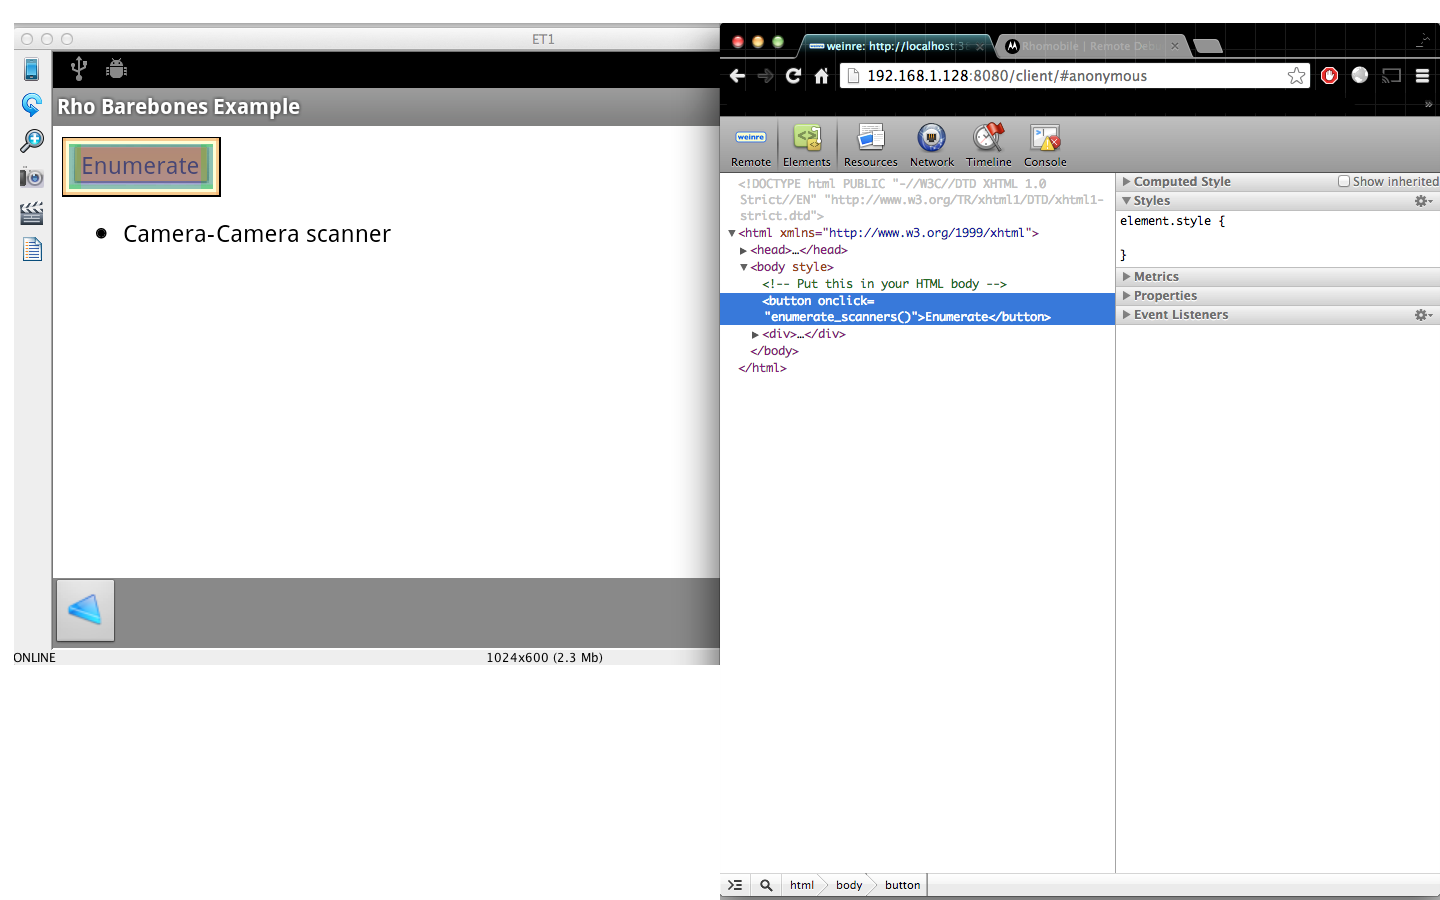 ET1
Rho Barebones Example
Enumerate
Camera-Camera scanner
ONLINE
1024x600 (2.3 Mb)
weinre: http://localhost:
Rhomobile | Remote Deb
192.168.1.128:8080/client/#anonymous
»
weinre
Remote
Elements
Resources
Network
Timeline
Console
<!DOCTYPE html PUBLIC "-//W3C//DTD XHTML 1.0
Strict//EN" "http://www.w3.org/TR/xhtml1/DTD/xhtml1-
strict.dtd">
<html xmlns="http://www.w3.org/1999/xhtml">
<head>…</head>
<body style>
<!-- Put this in your HTML body -->
<button onclick=
"enumerate_scanners()">Enumerate</button>
<div>…</div>
</body>
</html>
Computed Style
Show inherited
Styles
element.style {
}
Metrics
Properties
Event Listeners
html
body
button